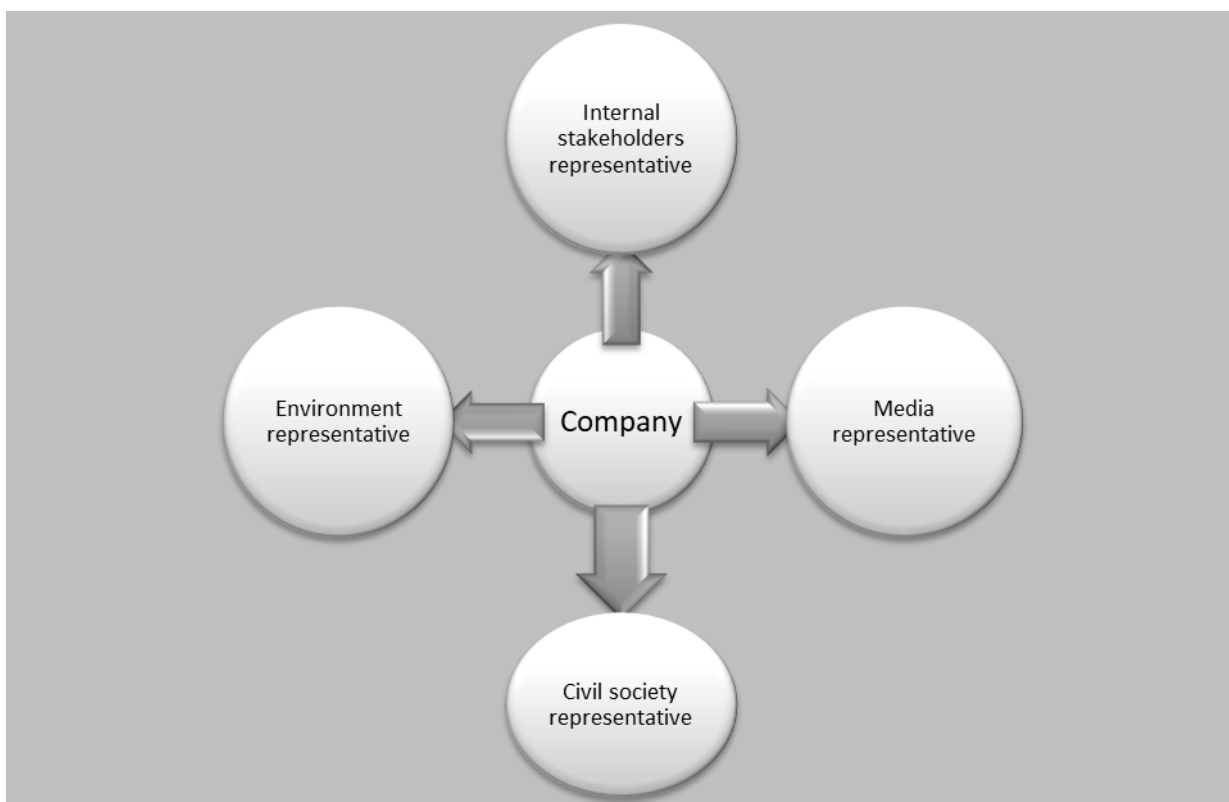 Internal
stakeholders
representative
Environment
representative
Company
Media
representative
Civil society
representative